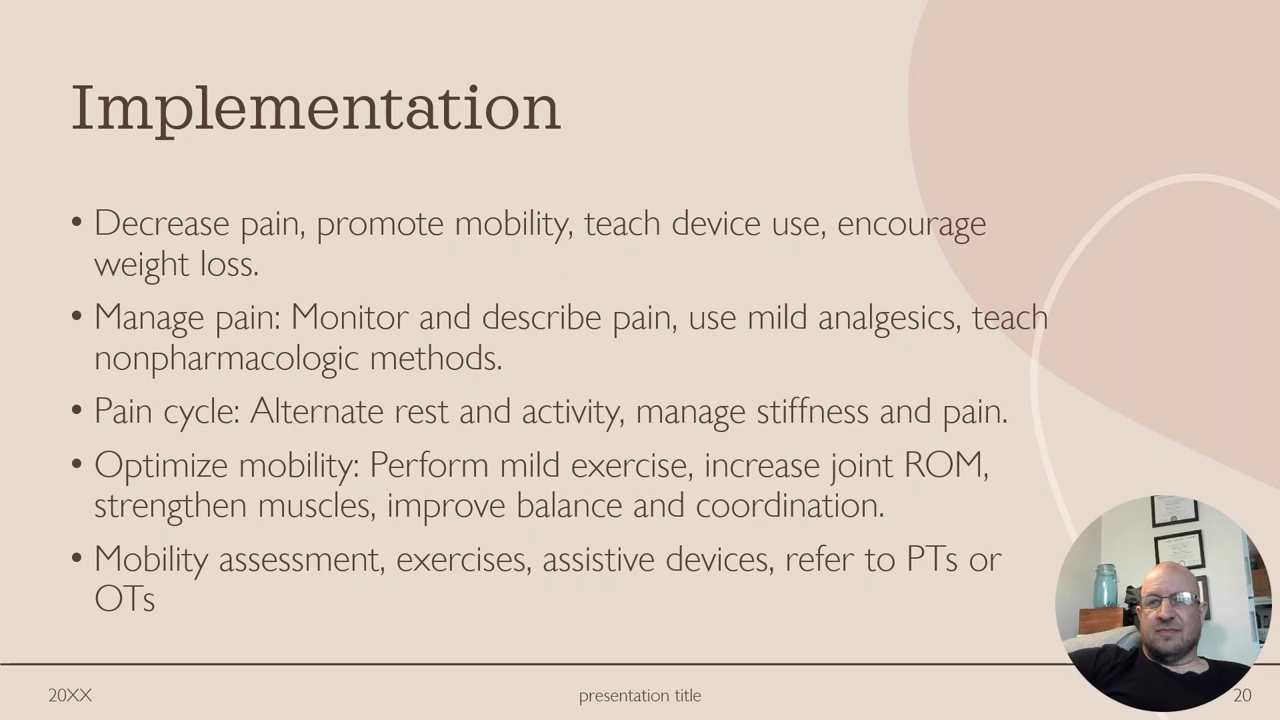 Implementation
• Decrease pain, promote mobility, teach device use, encourage
weight loss.
• Manage pain: Monitor and describe pain, use mild analgesics, teach
nonpharmacologic methods.
• Pain cycle: Alternate rest and activity, manage stiffness and pain.
• Optimize mobility: Perform mild exercise, increase joint ROM,
strengthen muscles, improve balance and coordination.
• Mobility assessment, exercises, assistive devices, refer to PTs or
OTs
20XX
presentation title
20